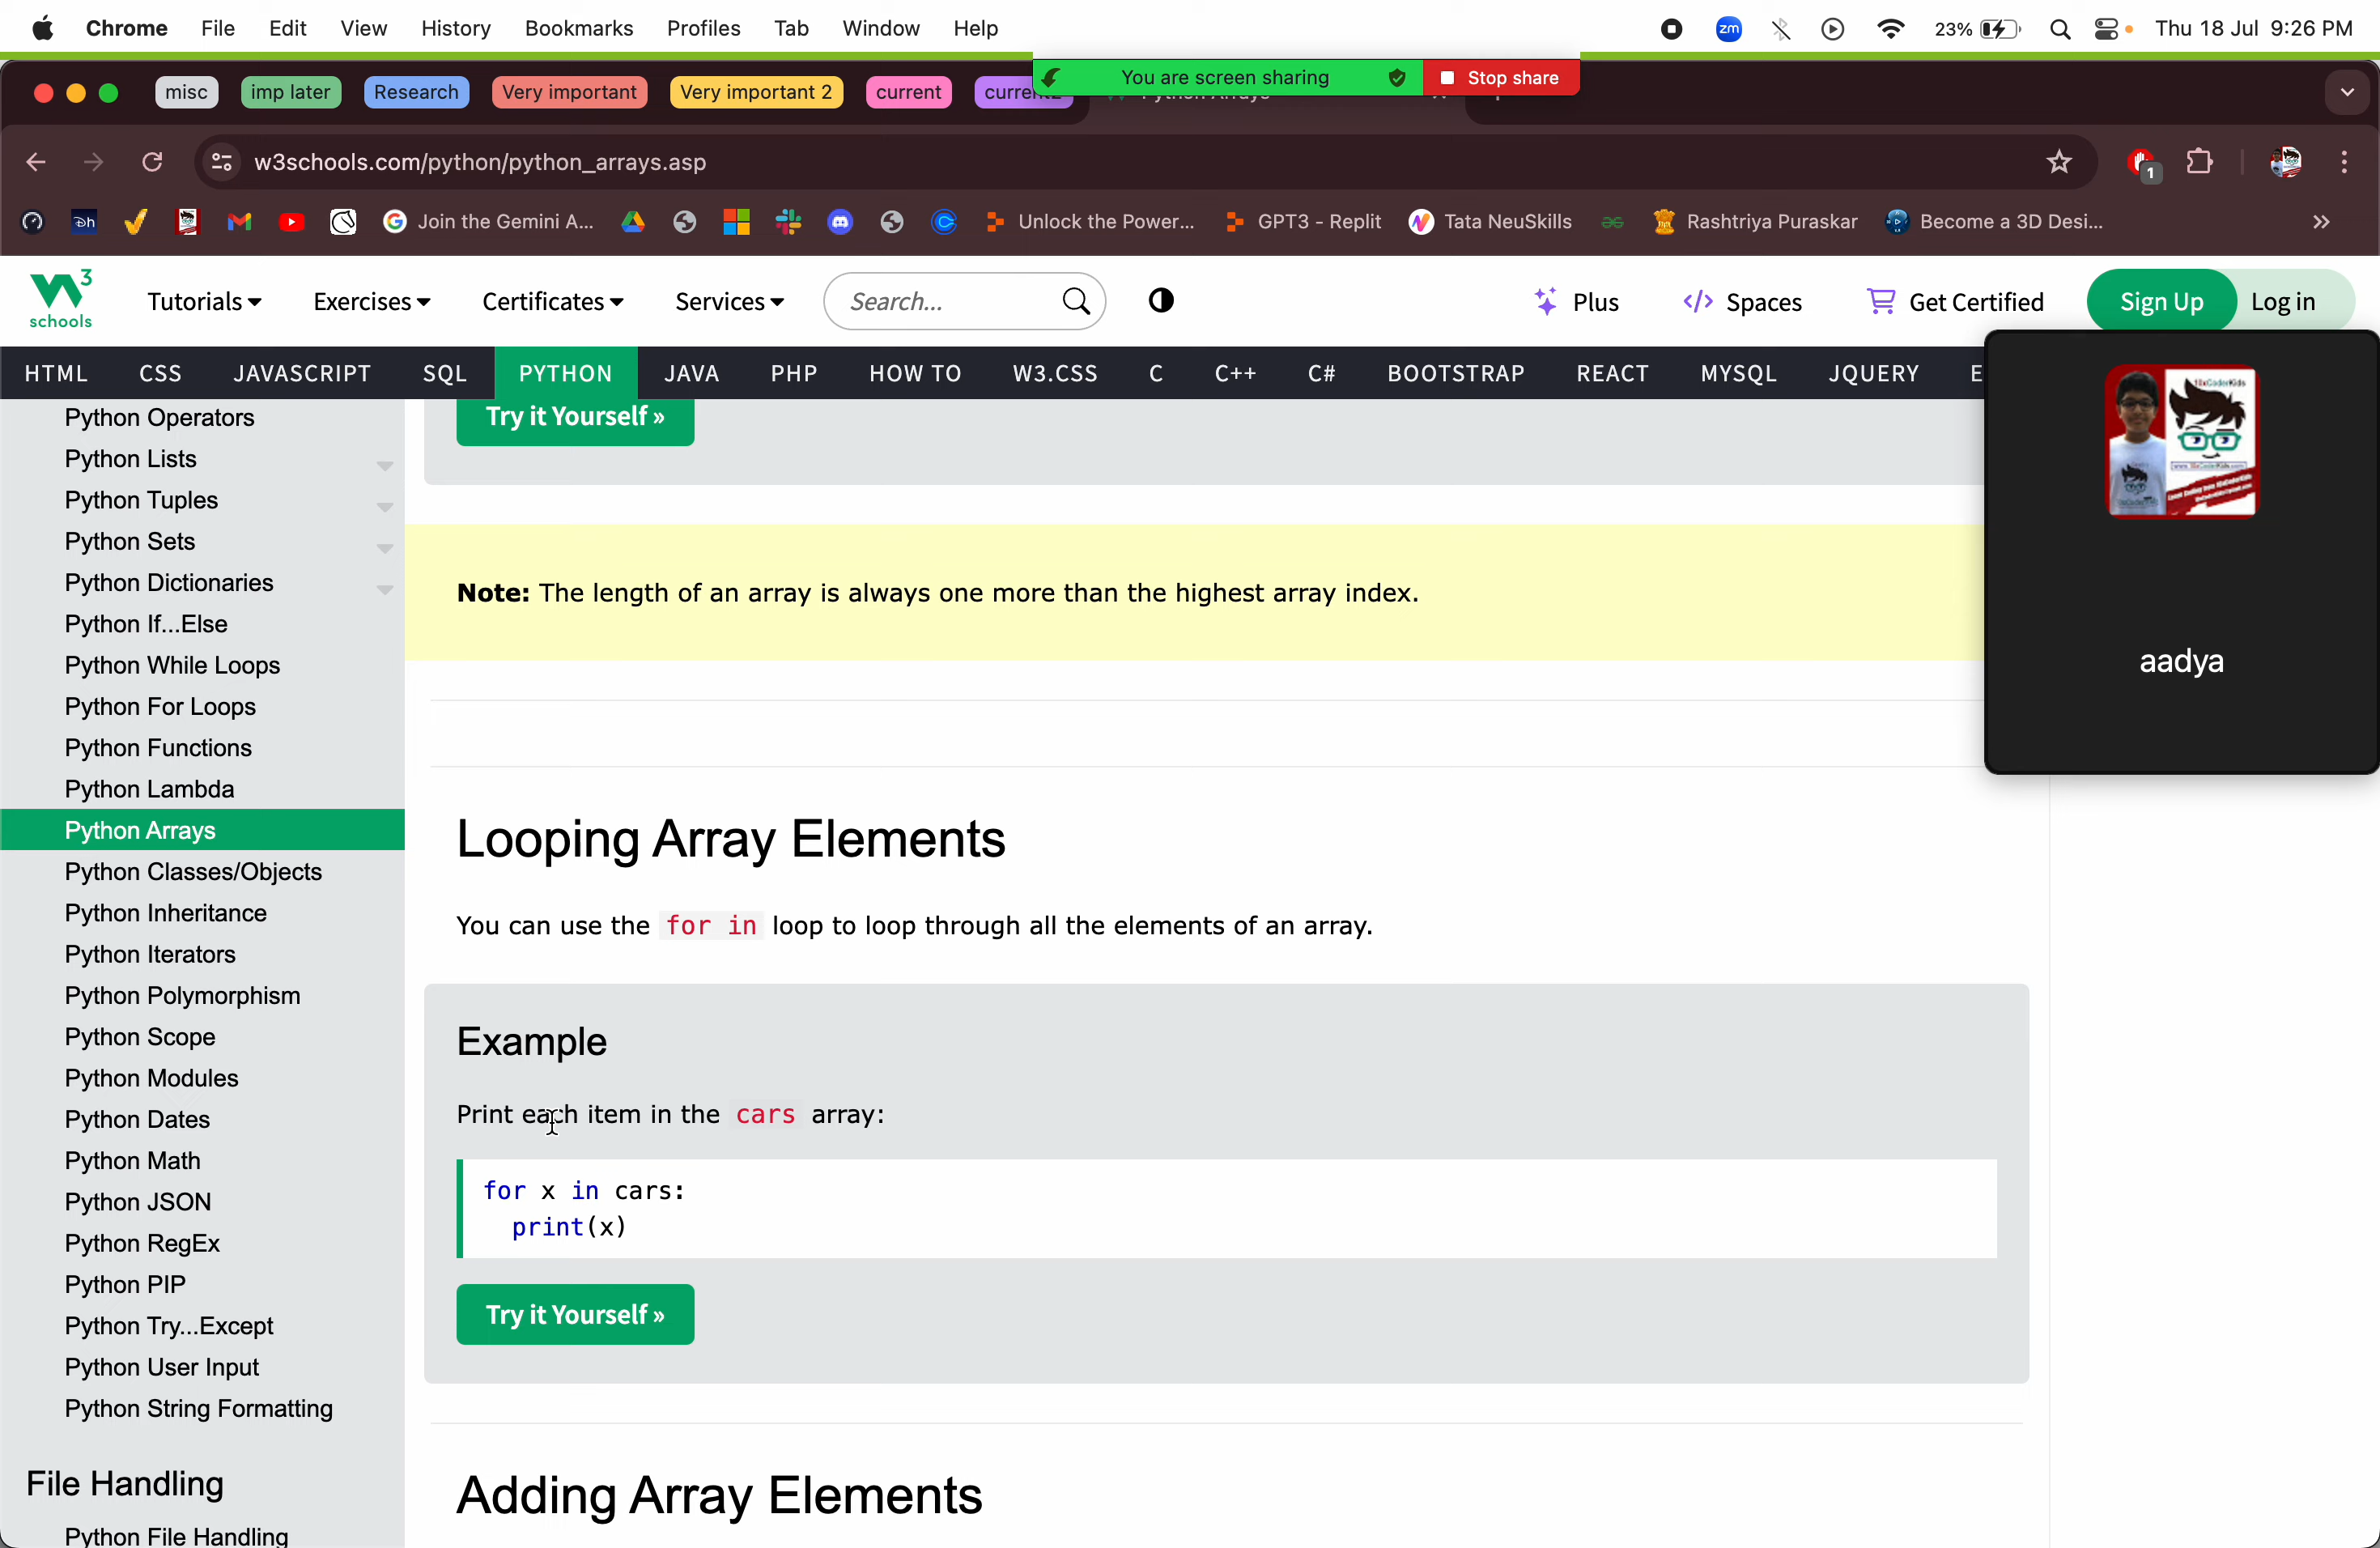 Chrome File Edit View History Bookmarks Profiles Tab Window Help zm 23% Thu 18 Jul 9:26 PM
You are screen sharing Stop share
misc imp later Research Very important Very important 2 current
w3schools.com/python/python_arrays.asp 1
Join the Gemini A... Unlock the Power... GPT3 - Replit Tata NeuSkills Rashtriya Puraskar Become a 3D Desi...
3
schools
Tutorials Exercises Certificates Services Search... Plus Spaces Get Certified Sign Up Log in
HTML CSS JAVASCRIPT SQL PYTHON JAVA PHP HOW TO W3.CSS C C++ C# BOOTSTRAP REACT MYSQL JQUERY E
Python Operators
Python Lists
Python Tuples
Python Sets
Python Dictionaries
Python If...Else
Python While Loops
Python For Loops
Python Functions
Python Lambda
Python Arrays
Python Classes/Objects
Python Inheritance
Python Iterators
Python Polymorphism
Python Scope
Python Modules
Python Dates
Python Math
Python JSON
Python RegEx
Python PIP
Python Try...Except
Python User Input
Python String Formatting
File Handling
Python File Handling
Try it Yourself »
Note: The length of an array is always one more than the highest array index.
Looping Array Elements
You can use the for in loop to loop through all the elements of an array.
Example
Print each item in the cars array:
for x in cars:
print(x)
Try it Yourself »
Adding Array Elements
aadya